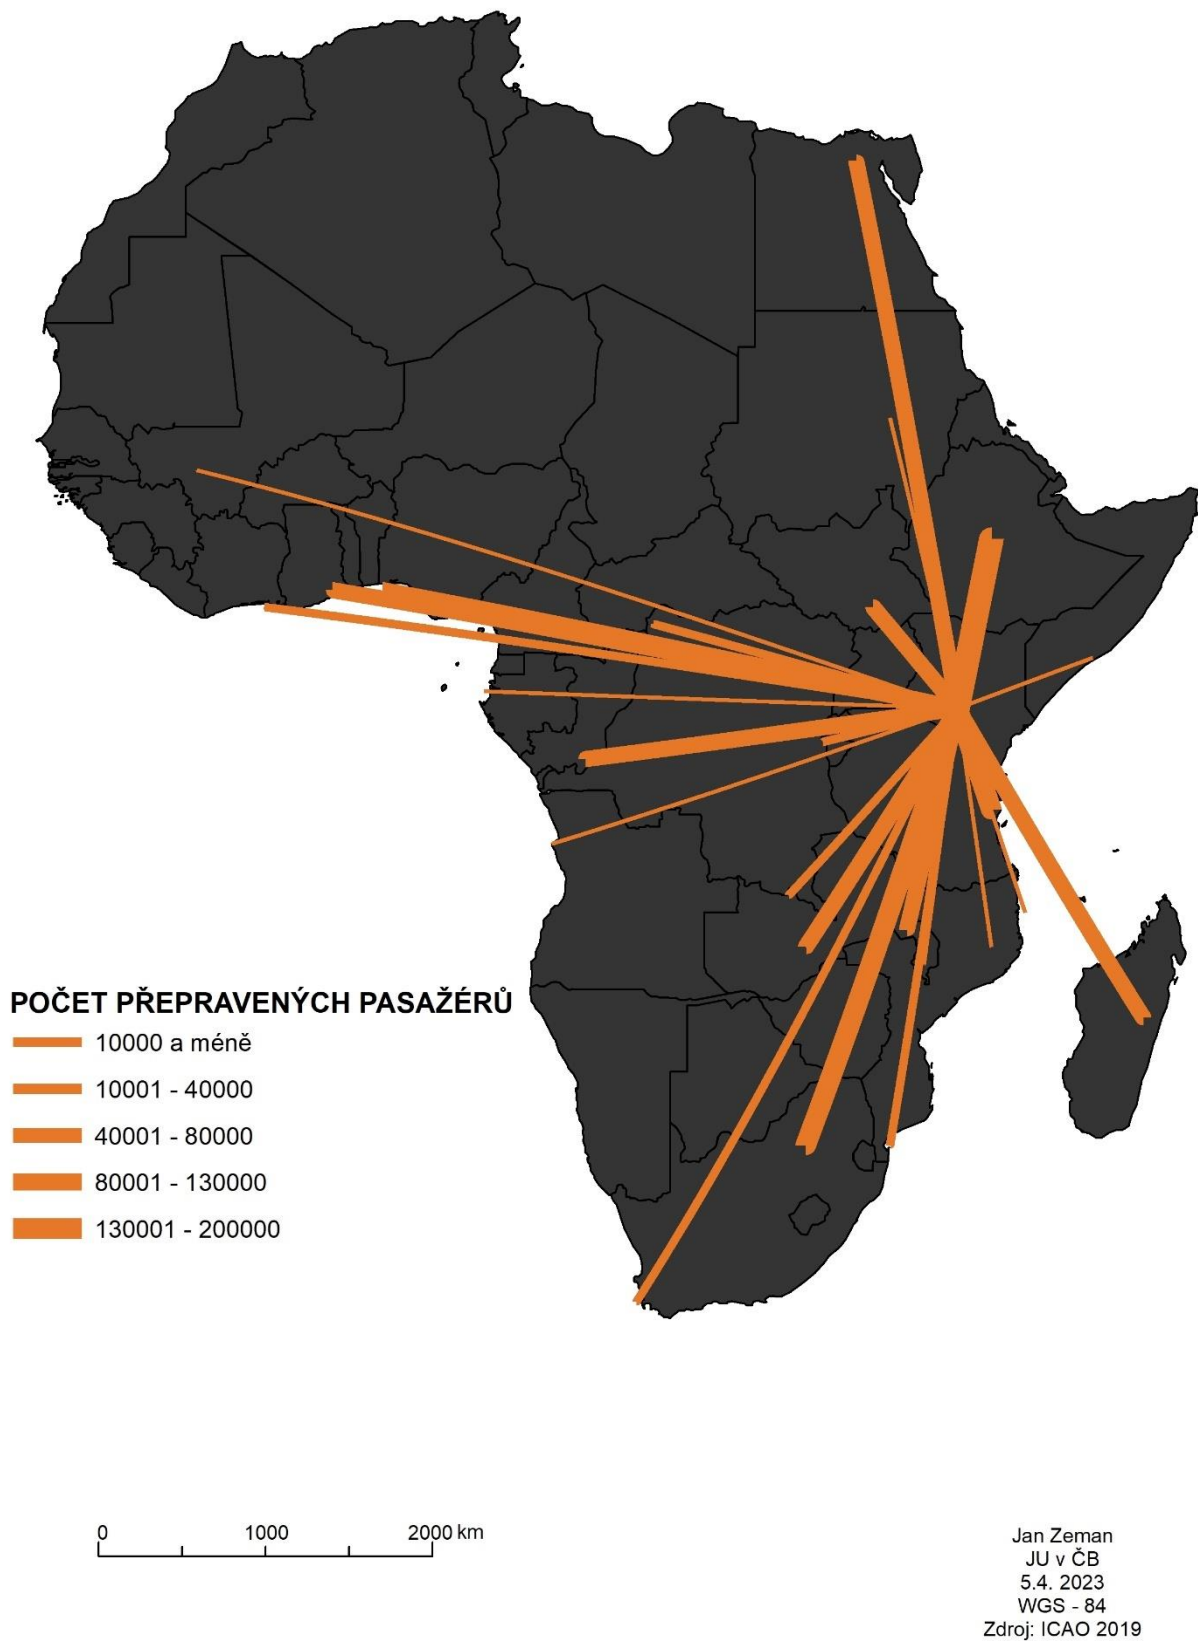 POČET PŘEPRAVENÝCH PASAŽÉRŮ
10000 a méně
10001 - 40000
40001 - 80000
80001 - 130000
130001 - 200000
0 1000 2000 km
Jan Zeman
JU v ČB
5.4. 2023
WGS - 84
Zdroj: ICAO 2019